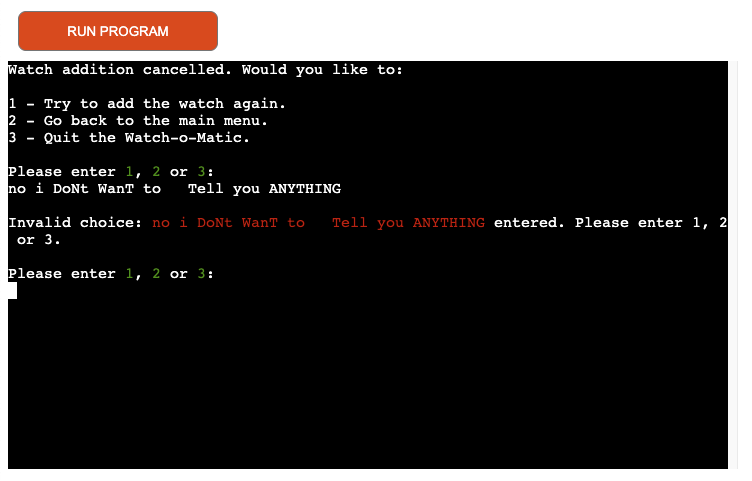 RUN PROGRAM
Watch addition cancelled. Would you like to:
1 - Try to add the watch again.
2 - Go back to the main menu.
3 - Quit the Watch-o-Matic.
Please enter 1, 2 or 3:
no i DoNt WanT to   Tell you ANYTHING
Invalid choice: no i DoNt WanT to   Tell you ANYTHING entered. Please enter 1, 2
or 3.
Please enter 1, 2 or 3: